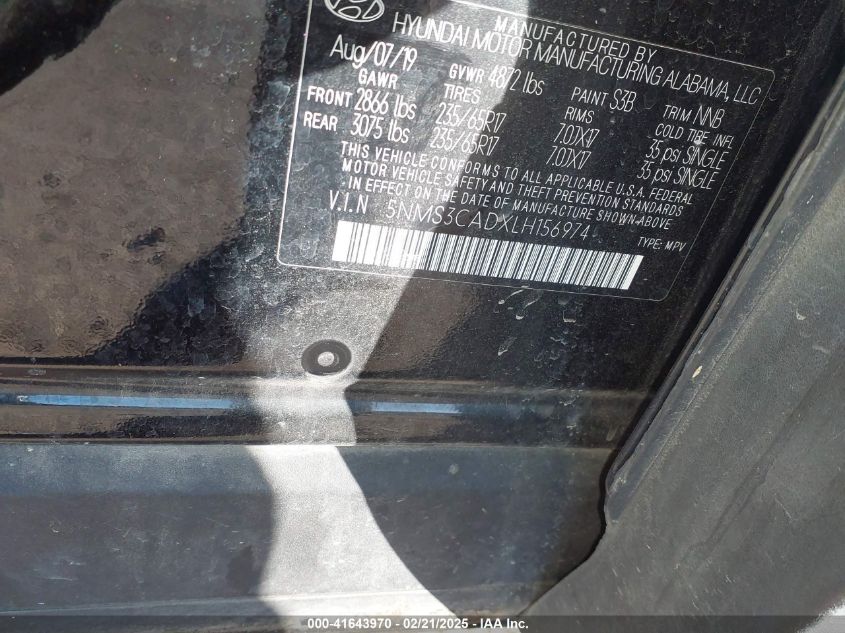 MANUFACTURED BY
HYUNDAI MOTOR MANUFACTURING ALABAMA, LLC
Aug/07/19 GVWR 4872 lbs PAINT S3B TRIM NNB
GAWR TIRES RIMS COLD TIRE INFL
FRONT 2866 lbs 235/65R17 7.0JX17 35 psi SINGLE
REAR 3075 lbs 235/65R17 7.0JX17 35 psi SINGLE
THIS VEHICLE CONFORMS TO ALL APPLICABLE U.S.A. FEDERAL
MOTOR VEHICLE SAFETY AND THEFT PREVENTION STANDARDS
IN EFFECT ON THE DATE OF MANUFACTURE SHOWN ABOVE
V.I.N 5NMS3CADXLH156974
TYPE: MPV
000-41643970 — 02/21/2025 — IAA Inc.